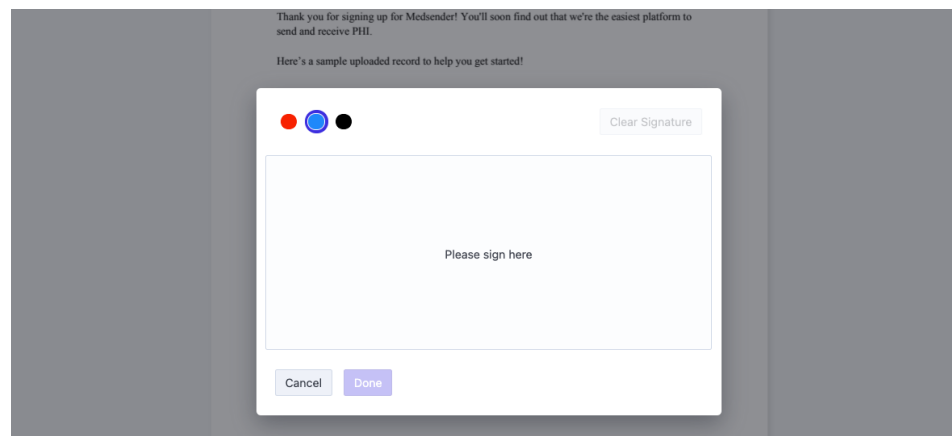 Thank you for signing up for Medsender! You'll soon find out that we're the easiest platform to
send and receive PHI.
Here's a sample uploaded record to help you get started!
Clear Signature
Please sign here
Cancel
Done